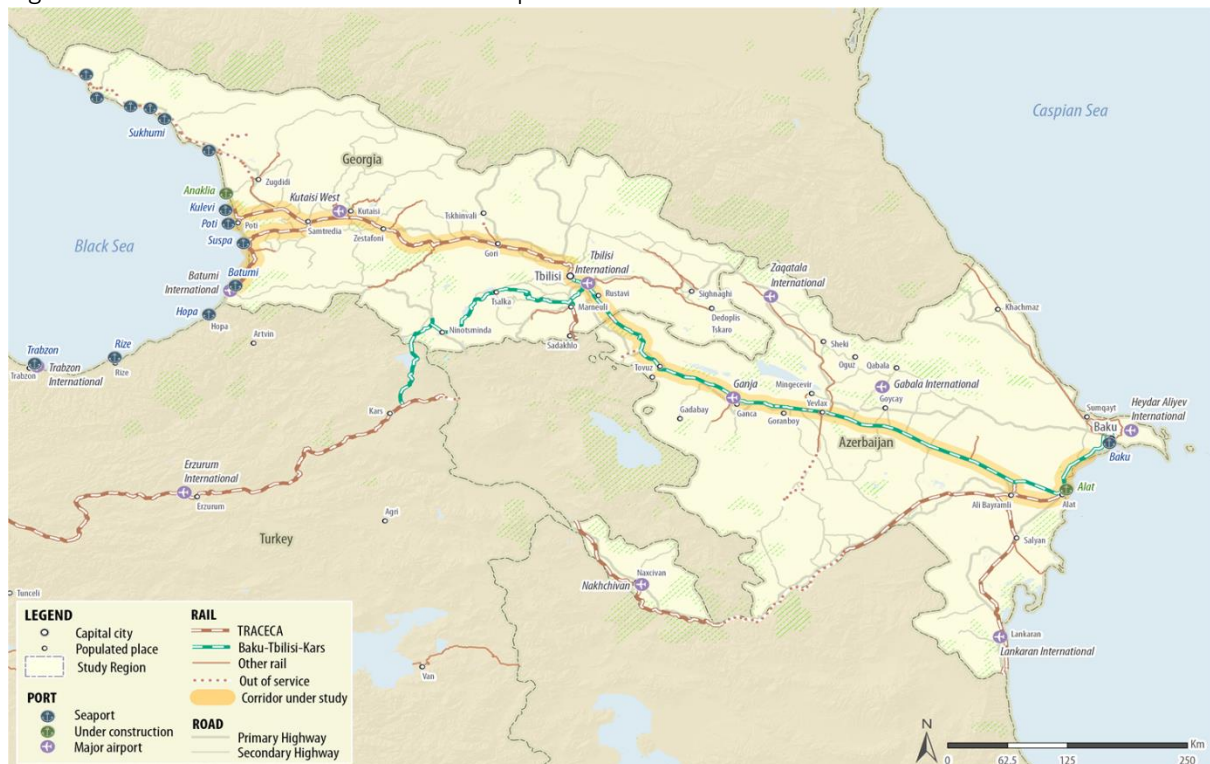 Caspian Sea
Sukhumi
Georgia
Zugdidi
Anaklia
Kutaisi West
Kulevi
Kutaisi
Tskhinvali
Poti
Poti
Samtredia
Zestafoni
Black Sea
Suspa
Gori
Tbilisi
International
Tbilisi
Zaqatala
International
Batumi
International
Batumi
Rustavi
Tsalka
Marneuli
Sighnaghi
Dedoplis
Tskaro
Khachmaz
Hopa
Hopa
Artvin
Ninotsminda
Sadakhlo
Sheki
Oguz
Qabala
Trabzon
Trabzon
Trabzon
International
Rize
Rize
Tovuz
Ganja
Mingecevir
Gabala International
Kars
Gadabay
Ganca
Goranboy
Yevlax
Goycay
Sumqayt
Heydar Aliyev
International
Baku
Baku
Azerbaijan
Erzurum
International
Erzurum
Alat
Alat
Ali Bayramli
Agri
Turkey
Salyan
Naxcivan
Nakhchivan
Tunceli
Lankaran
Lankaran International
Van
LEGEND
Capital city
Populated place
Study Region
PORT
Seaport
Under construction
Major airport
RAIL
TRACECA
Baku-Tbilisi-Kars
Other rail
Out of service
Corridor under study
ROAD
Primary Highway
Secondary Highway
N
Km
0 62.5 125 250